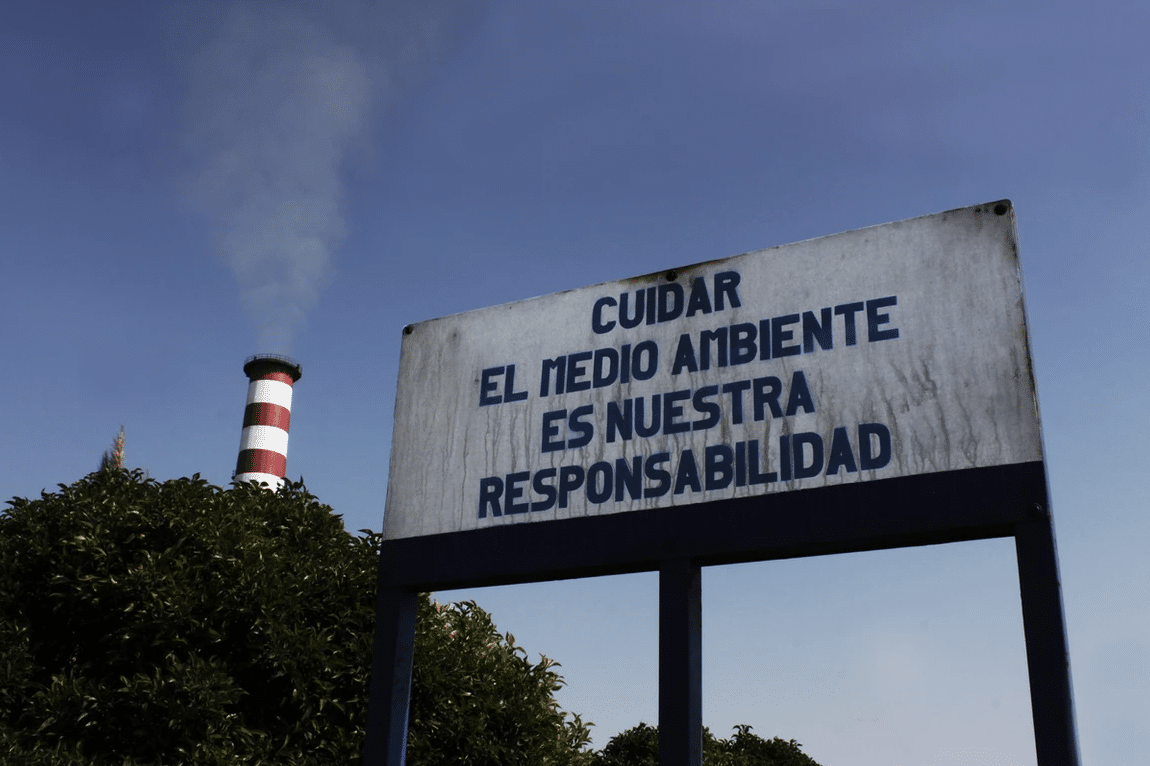 CUIDAR
EL MEDIO AMBIENTE
ES NUESTRA
RESPONSABILIDAD